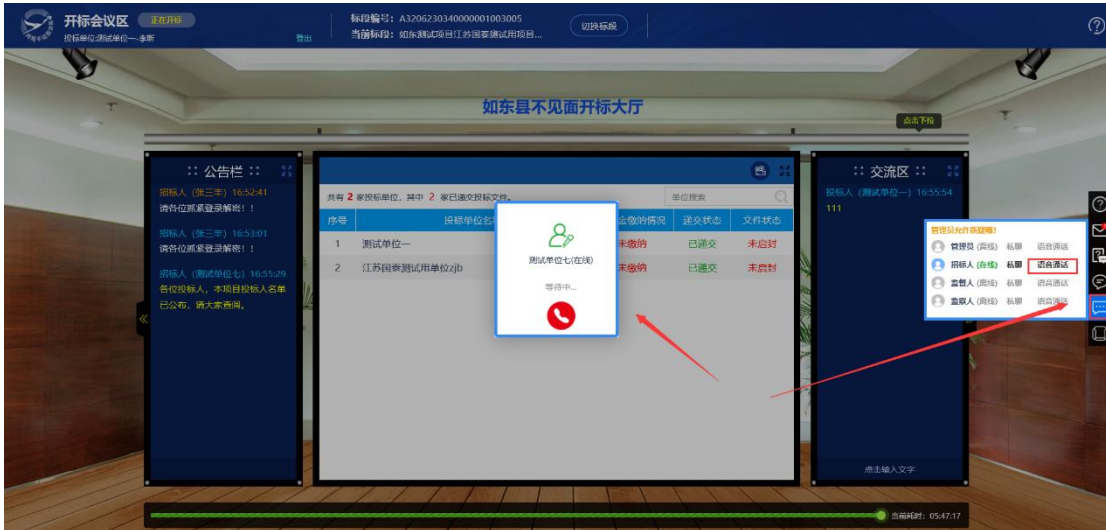 开标会议区 正在开标
投标单位:测试单位一-李斯 登出
标段编号：A3206230340000001003005
当前标段：如东测试项目江苏国泰测试用项目...
切换标段
如东县不见面开标大厅
点击下拉
:: 公告栏 ::
招标人（张三丰）16:52:41
请各位抓紧登录解密！！
招标人（张三丰）16:53:01
请各位抓紧登录解密！！
招标人（测试单位七）16:55:29
各位投标人，本项目投标人名单
已公布，请大家查阅。
共有 2 家投标单位，其中 2 家已递交投标文件。 单位搜索
序号 投标单位名 金缴纳情况 递交状态 文件状态
1 测试单位一 未缴纳 已递交 未启封
2 江苏国泰测试用单位zjb 未缴纳 已递交 未启封
测试单位七(在线)
等待中...
:: 交流区 ::
投标人（测试单位一）16:55:54
111
管理员允许质疑哦!
管理员 (离线) 私聊 语音通话
招标人 (在线) 私聊 语音通话
监督人 (离线) 私聊 语音通话
监察人 (离线) 私聊 语音通话
点击输入文字
当前耗时：05:47:17